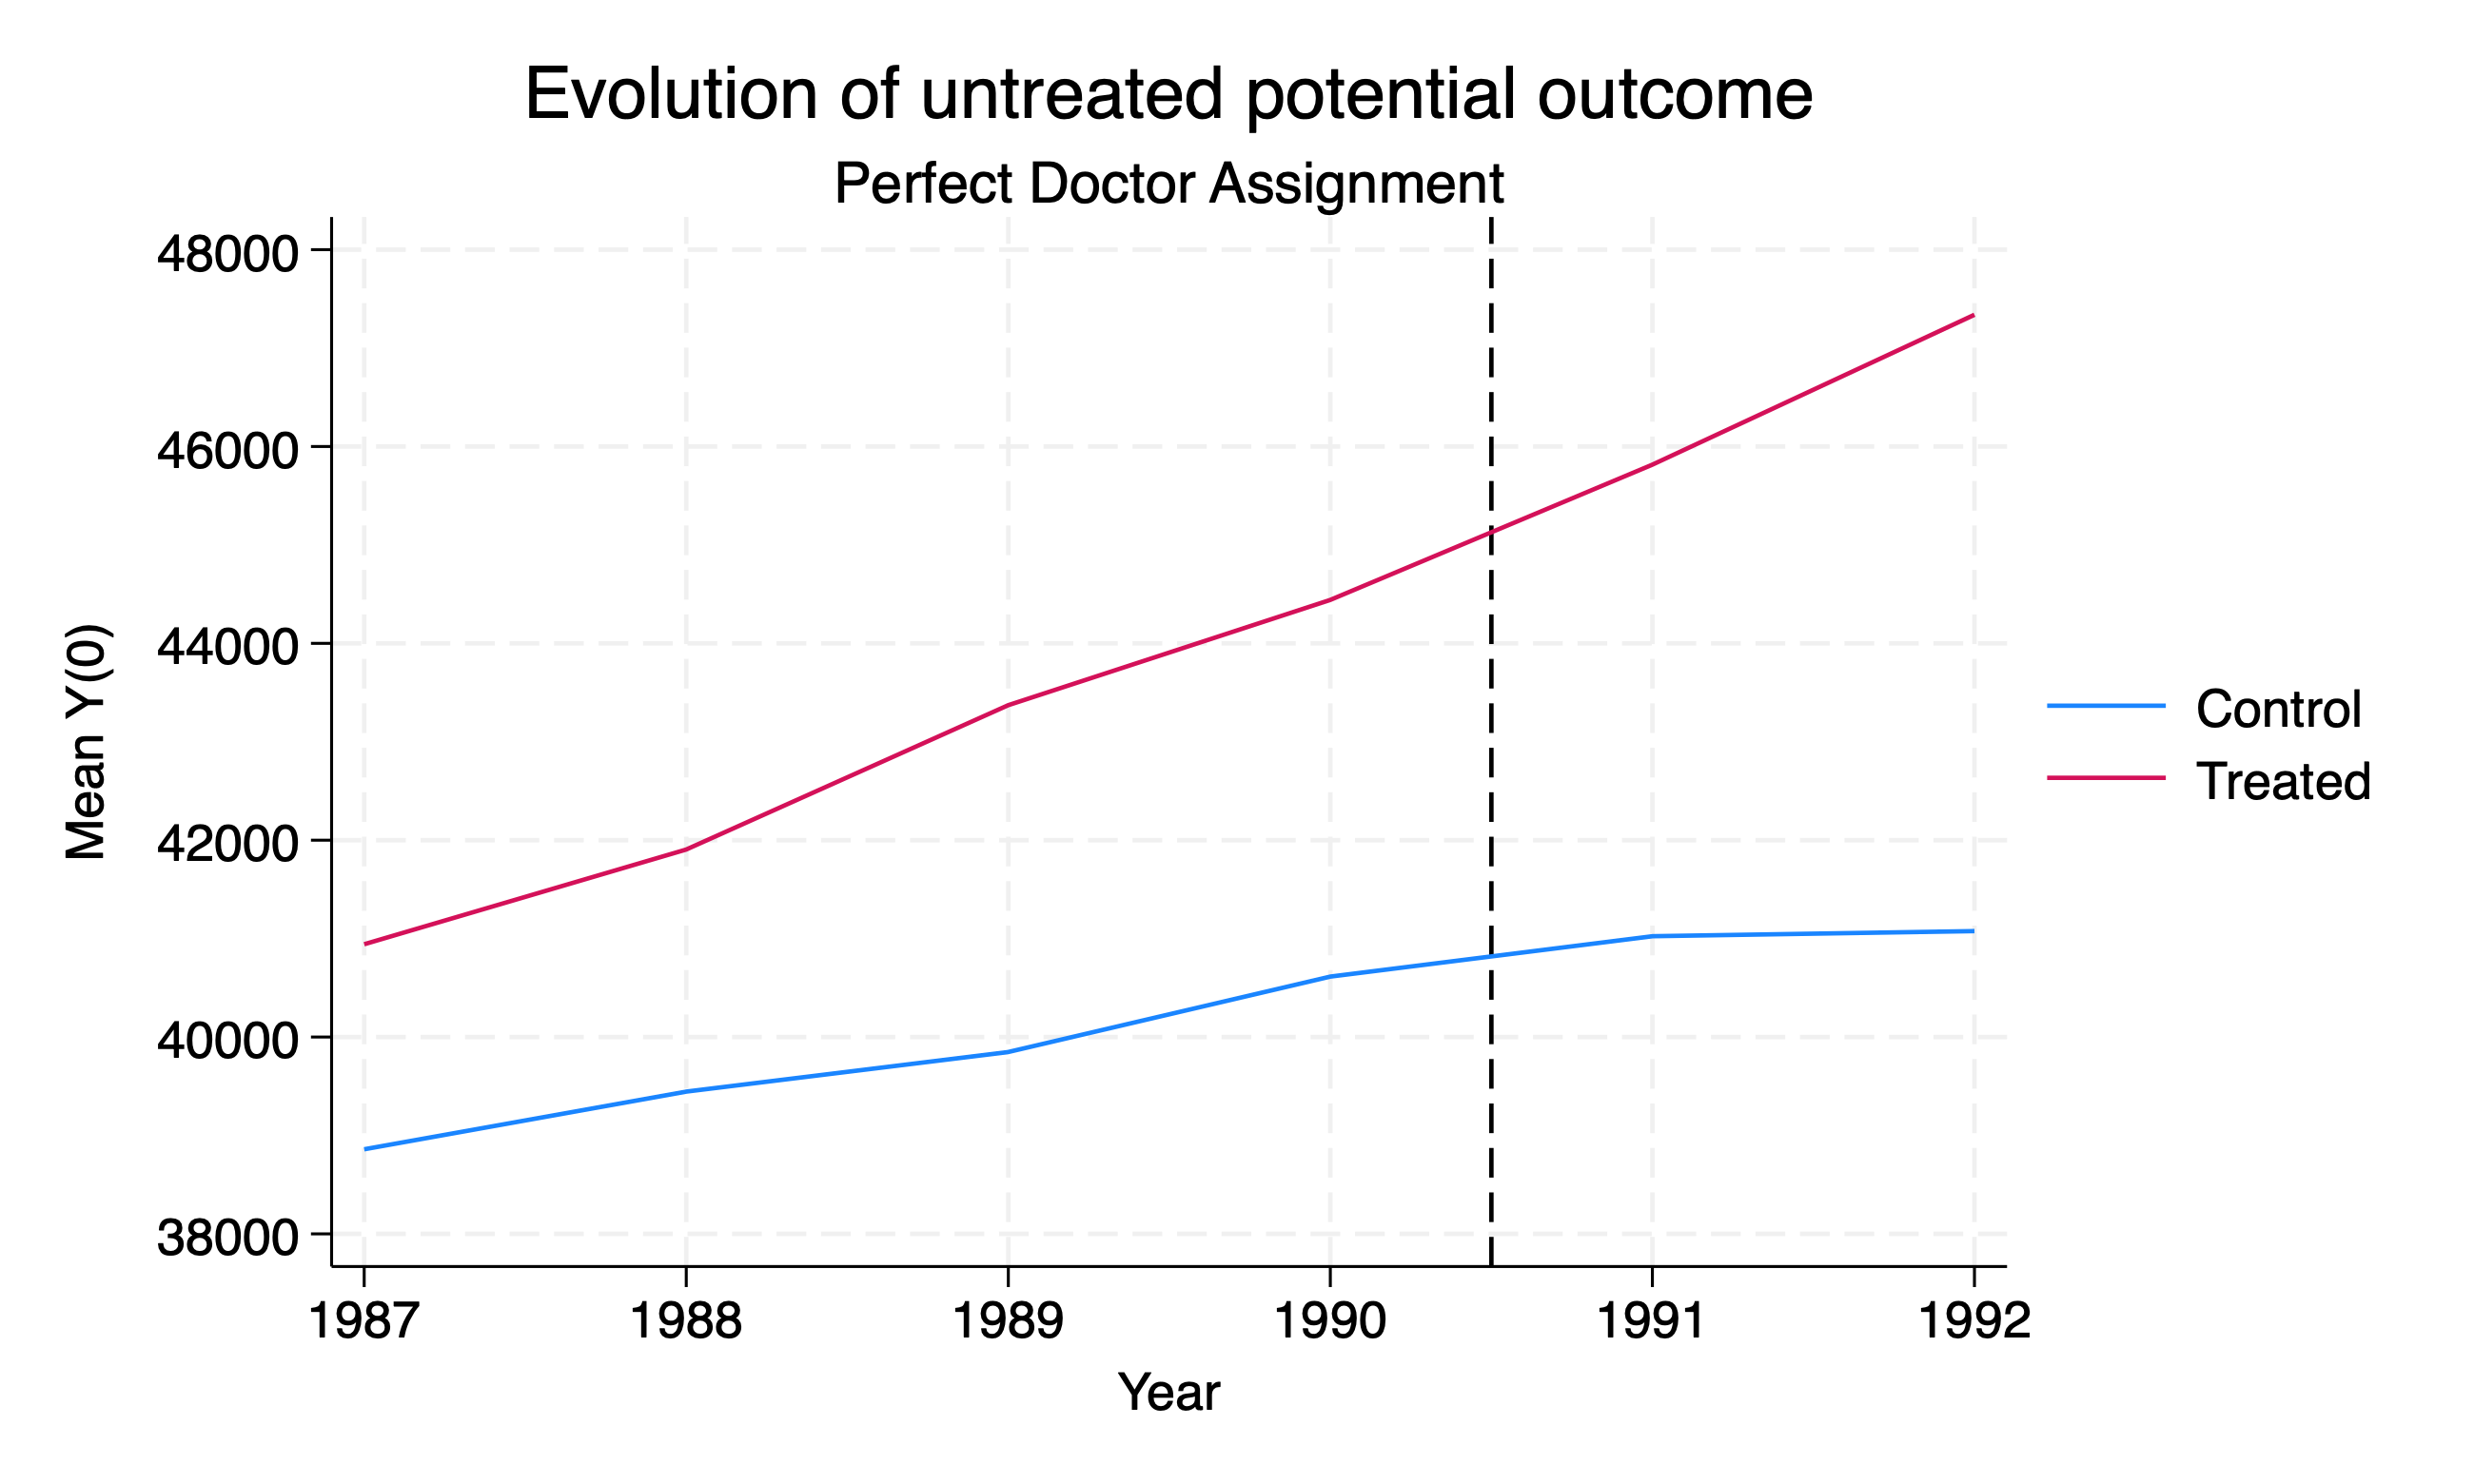 Evolution of untreated potential outcome
Perfect Doctor Assignment
Mean Y(0)
48000
46000
44000
42000
40000
38000
1987 1988 1989 1990 1991 1992
Year
Control
Treated